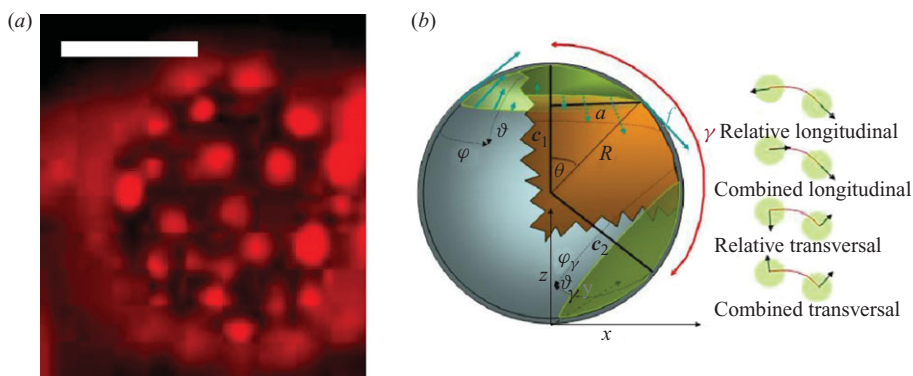 (a)
(b)
a
c1
ϑ
φ
R
θ
c2
φγ
ϑγ
z
y
x
γ Relative longitudinal
Combined longitudinal
Relative transversal
Combined transversal